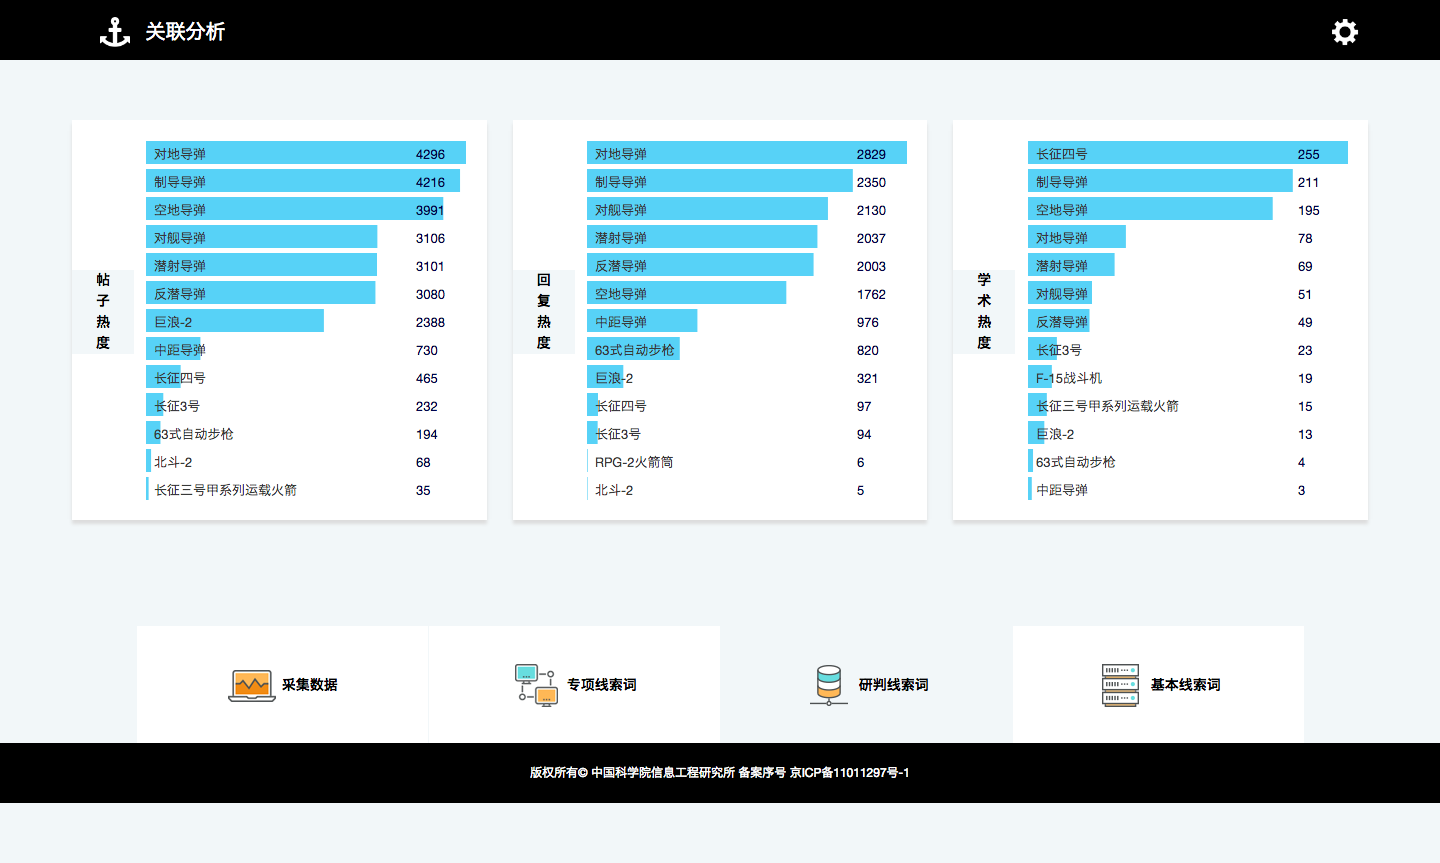 关联分析
帖子热度
对地导弹 4296
制导导弹 4216
空地导弹 3991
对舰导弹 3106
潜射导弹 3101
反潜导弹 3080
巨浪-2 2388
中距导弹 730
长征四号 465
长征3号 232
63式自动步枪 194
北斗-2 68
长征三号甲系列运载火箭 35
回复热度
对地导弹 2829
制导导弹 2350
对舰导弹 2130
潜射导弹 2037
反潜导弹 2003
空地导弹 1762
中距导弹 976
63式自动步枪 820
巨浪-2 321
长征四号 97
长征3号 94
RPG-2火箭筒 6
北斗-2 5
学术热度
长征四号 255
制导导弹 211
空地导弹 195
对地导弹 78
潜射导弹 69
对舰导弹 51
反潜导弹 49
长征3号 23
F-15战斗机 19
长征三号甲系列运载火箭 15
巨浪-2 13
63式自动步枪 4
中距导弹 3
采集数据
专项线索词
研判线索词
基本线索词
版权所有© 中国科学院信息工程研究所 备案序号 京ICP备11011297号-1